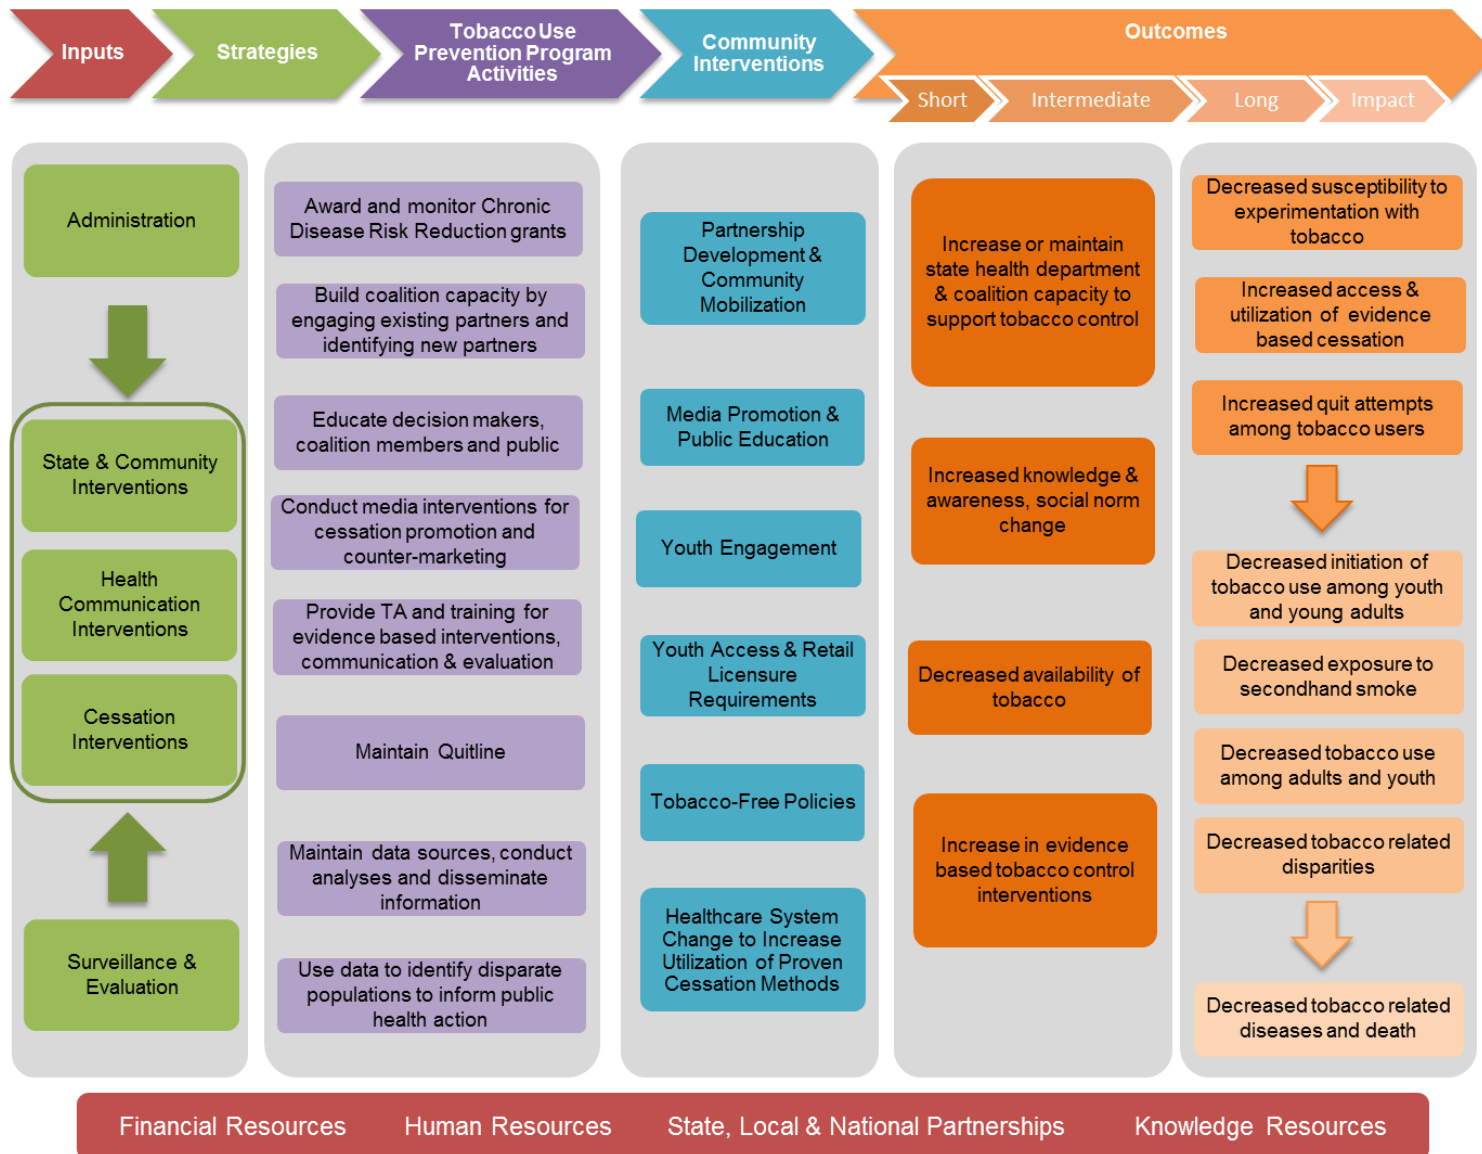 Inputs
Strategies
Tobacco Use
Prevention Program
Activities
Community
Interventions
Outcomes
Short
Intermediate
Long
Impact
Administration
State & Community
Interventions
Health
Communication
Interventions
Cessation
Interventions
Surveillance &
Evaluation
Award and monitor Chronic
Disease Risk Reduction grants
Build coalition capacity by
engaging existing partners and
identifying new partners
Educate decision makers,
coalition members and public
Conduct media interventions for
cessation promotion and
counter-marketing
Provide TA and training for
evidence based interventions,
communication & evaluation
Maintain Quitline
Maintain data sources, conduct
analyses and disseminate
information
Use data to identify disparate
populations to inform public
health action
Partnership
Development &
Community
Mobilization
Media Promotion &
Public Education
Youth Engagement
Youth Access & Retail
Licensure
Requirements
Tobacco-Free Policies
Healthcare System
Change to Increase
Utilization of Proven
Cessation Methods
Increase or maintain
state health department
& coalition capacity to
support tobacco control
Increased knowledge &
awareness, social norm
change
Decreased availability of
tobacco
Increase in evidence
based tobacco control
interventions
Decreased susceptibility to
experimentation with
tobacco
Increased access &
utilization of evidence
based cessation
Increased quit attempts
among tobacco users
Decreased initiation of
tobacco use among youth
and young adults
Decreased exposure to
secondhand smoke
Decreased tobacco use
among adults and youth
Decreased tobacco related
disparities
Decreased tobacco related
diseases and death
Financial Resources Human Resources State, Local & National Partnerships Knowledge Resources